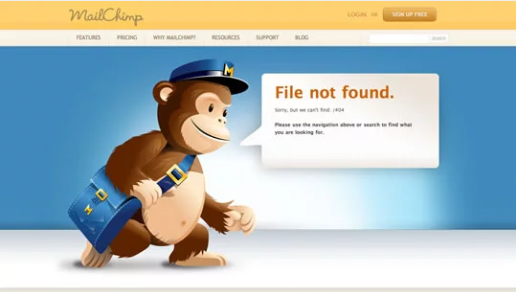 MailChimp
LOGIN OR SIGN UP FREE
FEATURES PRICING WHY MAILCHIMP? RESOURCES SUPPORT BLOG
SEARCH
M
File not found.
Sorry, but we can't find: /404
Please use the navigation above or search to find what
you are looking for.
M